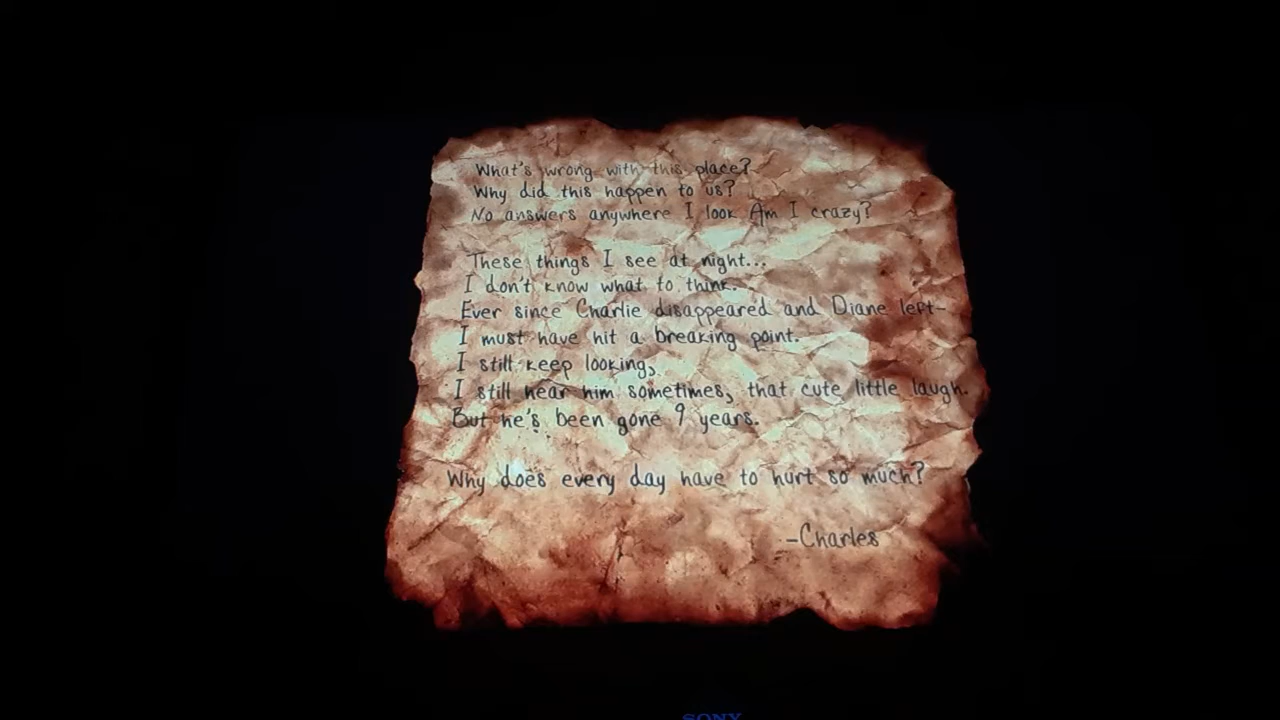 What's wrong with this place?
Why did this happen to us?
No answers anywhere I look Am I crazy?
These things I see at night...
I don't know what to think.
Ever since Charlie disappeared and Diane left-
I must have hit a breaking point.
I still keep looking,
I still hear him sometimes, that cute little laugh.
But he's been gone 9 years.
Why does every day have to hurt so much?
-Charles
SONY